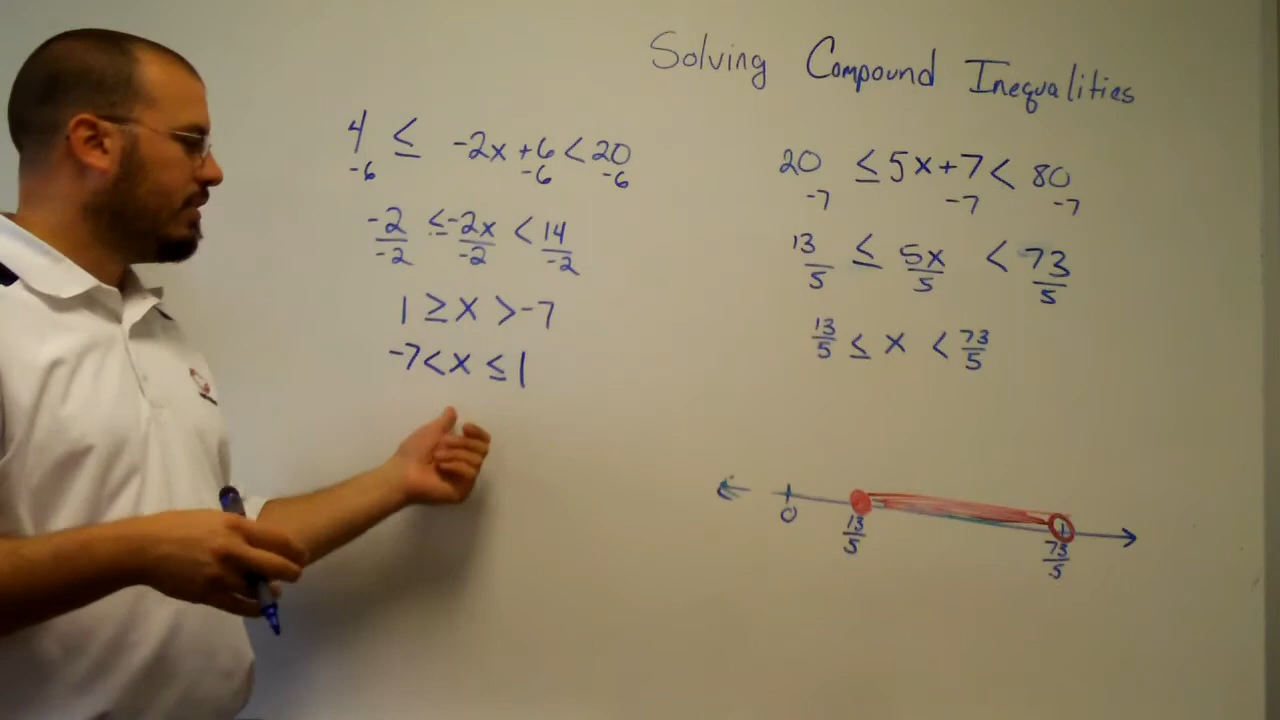 Solving Compound Inequalities
4 ≤ -2x + 6 < 20
-6 -6 -6
-2/-2 ≤ -2x/-2 < 14/-2
1 ≥ x > -7
-7 < x ≤ 1
20 ≤ 5x + 7 < 80
-7 -7 -7
13/5 ≤ 5x/5 < 73/5
13/5 ≤ x < 73/5
0 13/5 73/5